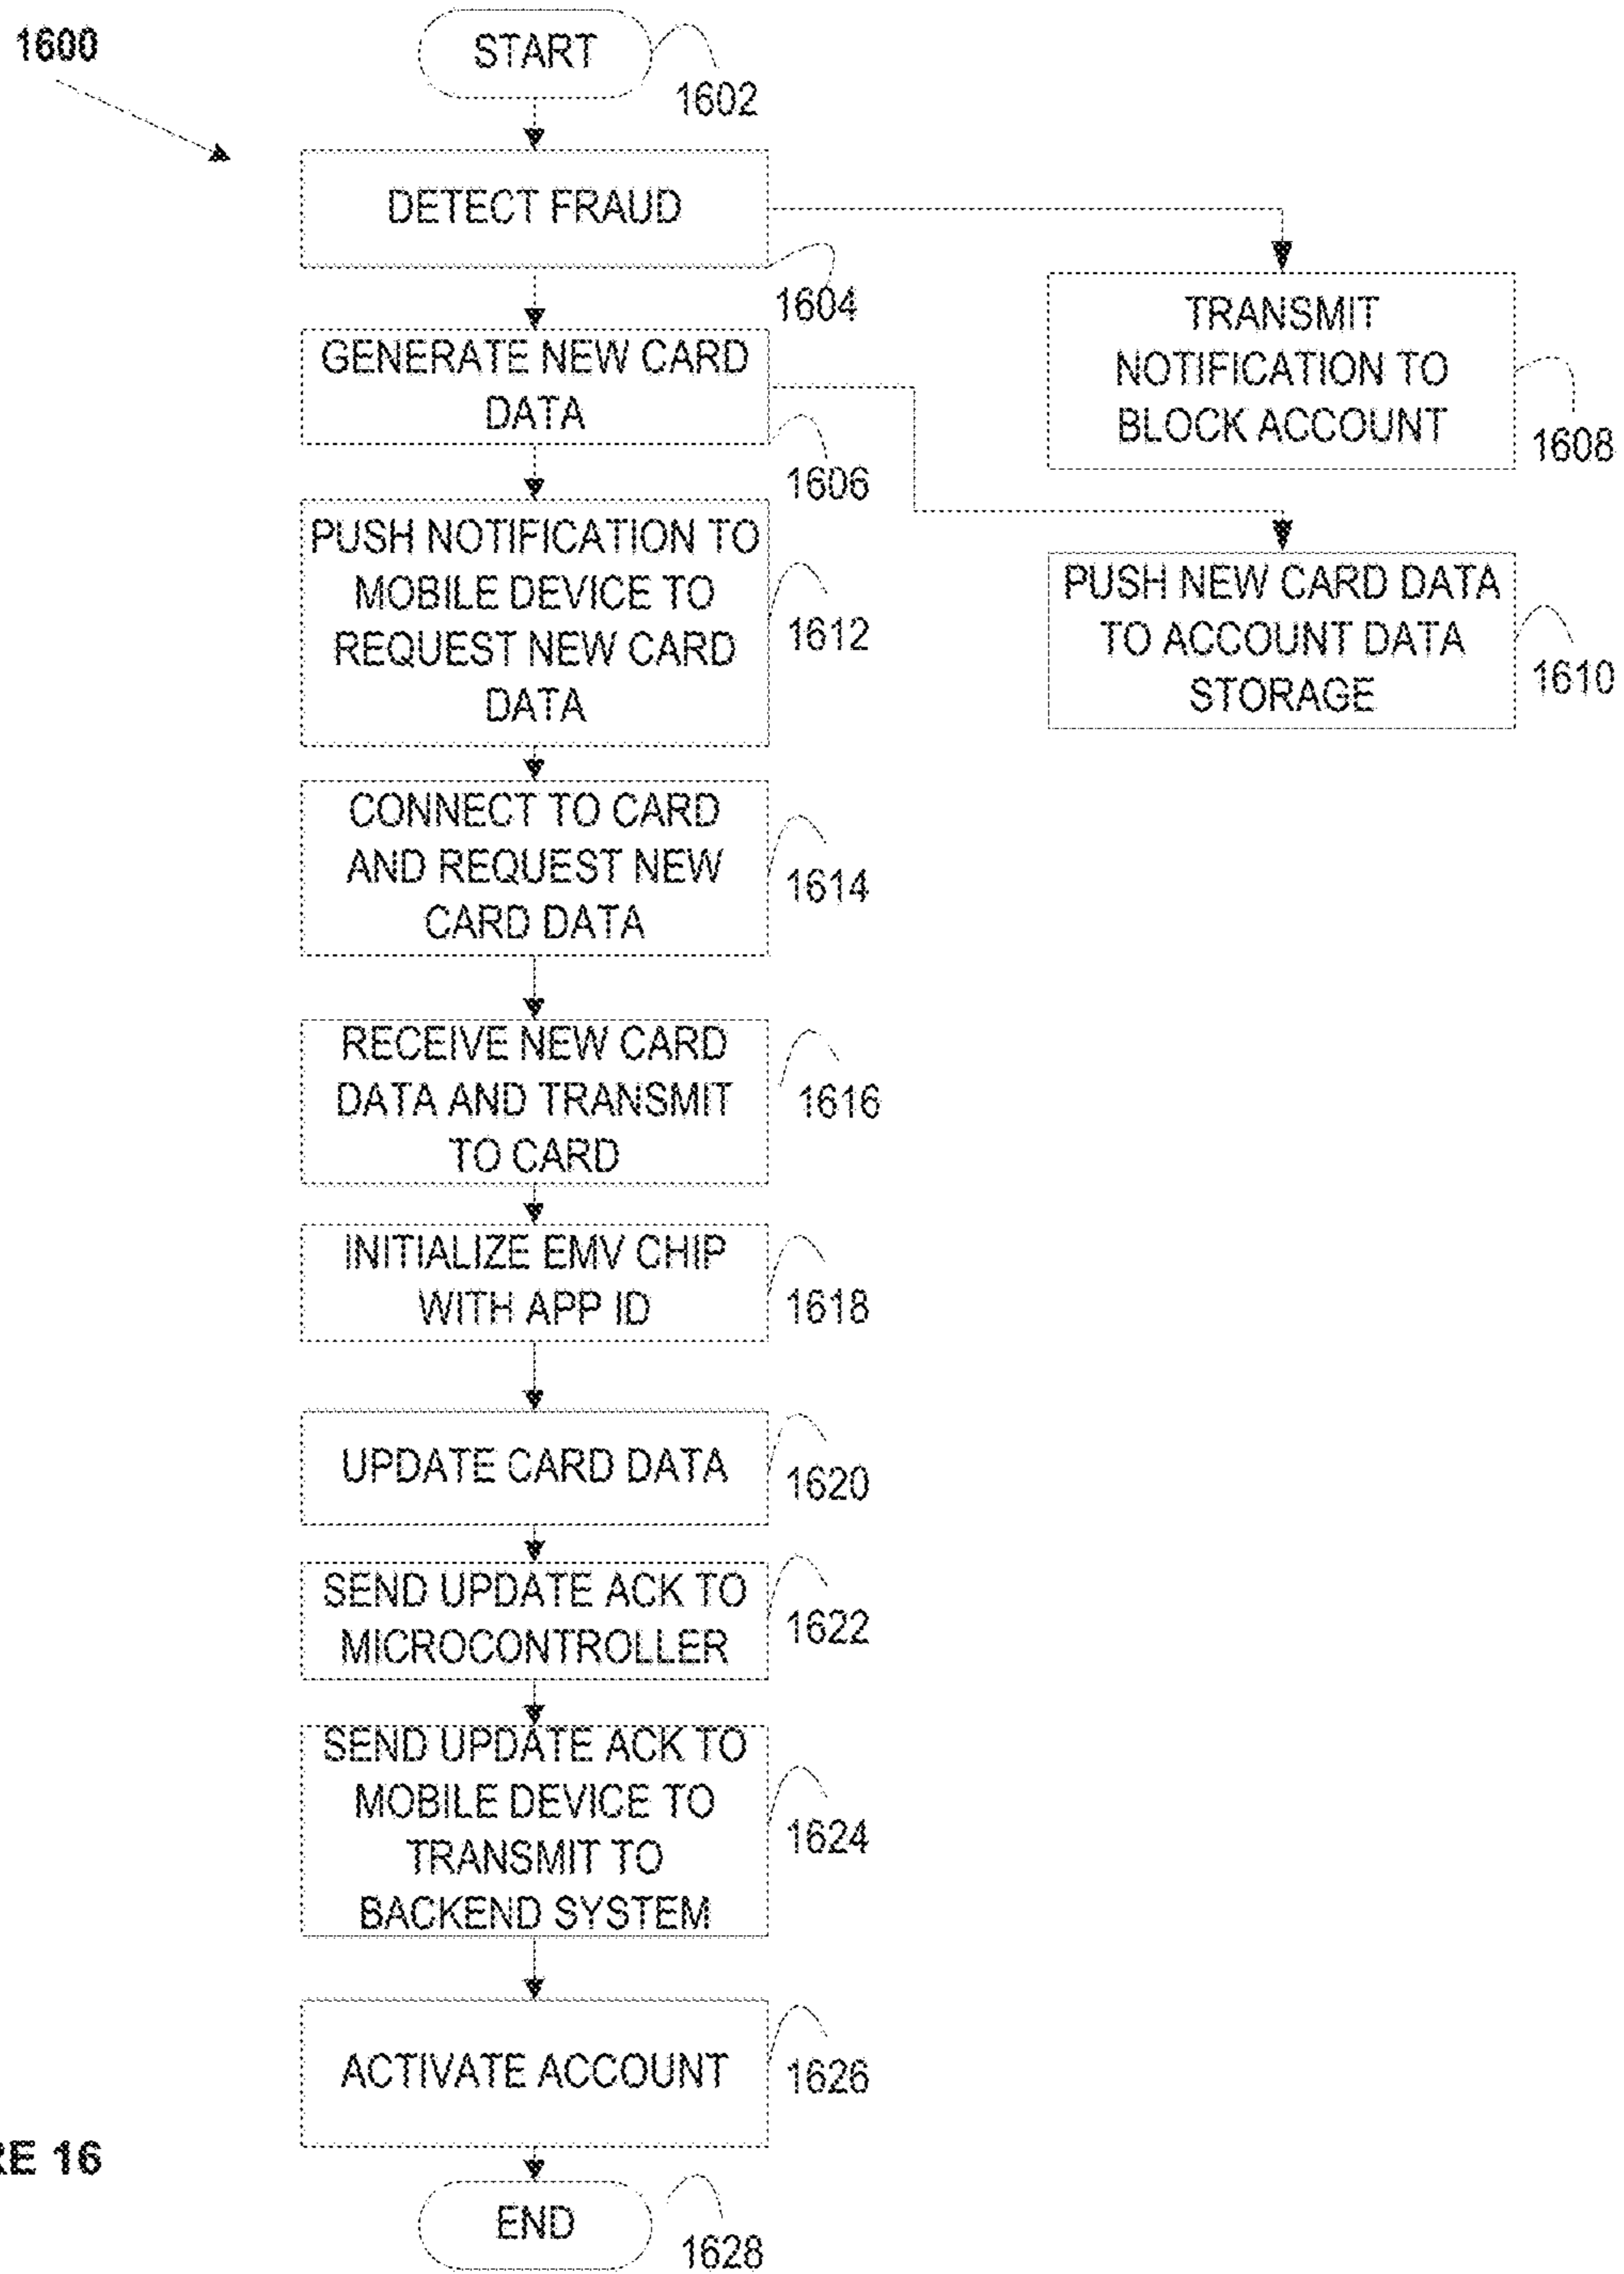 1600
START
1602
DETECT FRAUD
1604
TRANSMIT
NOTIFICATION TO
BLOCK ACCOUNT
1608
GENERATE NEW CARD
DATA
1606
PUSH NEW CARD DATA
TO ACCOUNT DATA
STORAGE
1610
PUSH NOTIFICATION TO
MOBILE DEVICE TO
REQUEST NEW CARD
DATA
1612
CONNECT TO CARD
AND REQUEST NEW
CARD DATA
1614
RECEIVE NEW CARD
DATA AND TRANSMIT
TO CARD
1616
INITIALIZE EMV CHIP
WITH APP ID
1618
UPDATE CARD DATA
1620
SEND UPDATE ACK TO
MICROCONTROLLER
1622
SEND UPDATE ACK TO
MOBILE DEVICE TO
TRANSMIT TO
BACKEND SYSTEM
1624
ACTIVATE ACCOUNT
1626
RE 16
END
1628